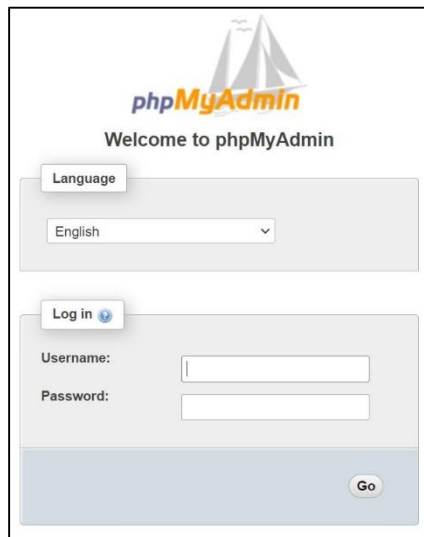 phpMyAdmin
Welcome to phpMyAdmin
Language
English
Log in
Username:
Password:
Go